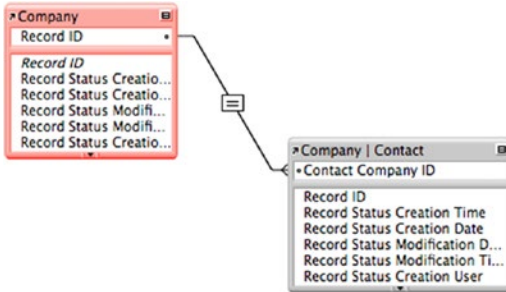 Company
Record ID
Record ID
Record Status Creatio...
Record Status Creatio...
Record Status Modifi...
Record Status Modifi...
Record Status Creatio...
Company | Contact
Contact Company ID
Record ID
Record Status Creation Time
Record Status Creation Date
Record Status Modification D...
Record Status Modification Ti...
Record Status Creation User